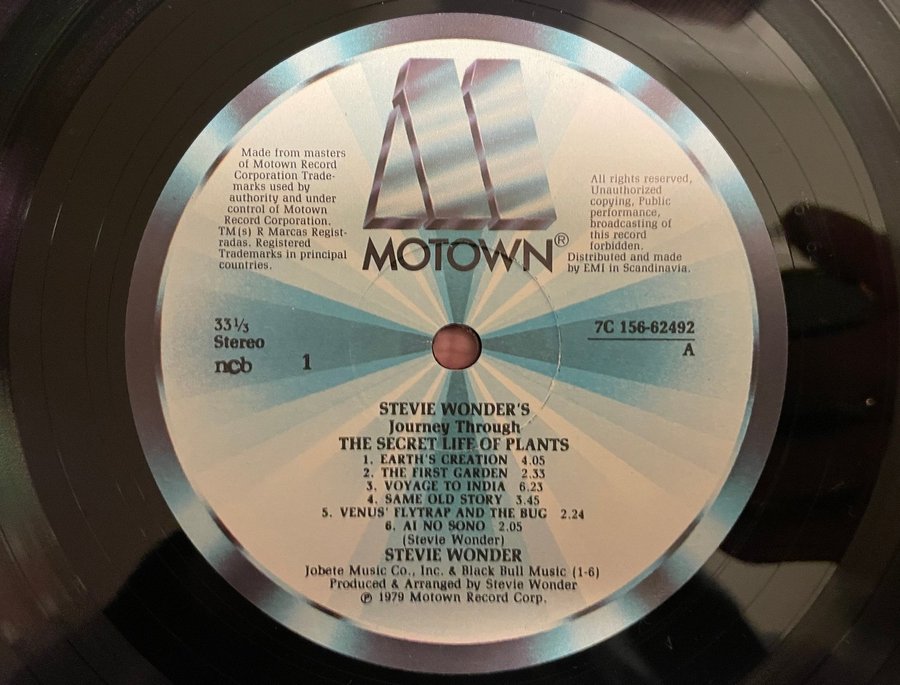 Made from masters
of Motown Record
Corporation Trade-
marks used by
authority and under
control of Motown
Record Corporation.
TM(s) R Marcas Regist-
radas. Registered
Trademarks in principal
countries.
MOTOWN®
All rights reserved,
Unauthorized
copying, Public
performance,
broadcasting of
this record
forbidden.
Distributed and made
by EMI in Scandinavia.
33⅓
Stereo
ncb
1
7C 156-62492
A
STEVIE WONDER'S
Journey Through
THE SECRET LIFE OF PLANTS
1. EARTH'S CREATION 4.05
2. THE FIRST GARDEN 2.33
3. VOYAGE TO INDIA 6.23
4. SAME OLD STORY 3.45
5. VENUS' FLYTRAP AND THE BUG 2.24
6. AI NO SONO 2.05
(Stevie Wonder)
STEVIE WONDER
Jobete Music Co., Inc. & Black Bull Music (1-6)
Produced & Arranged by Stevie Wonder
℗ 1979 Motown Record Corp.